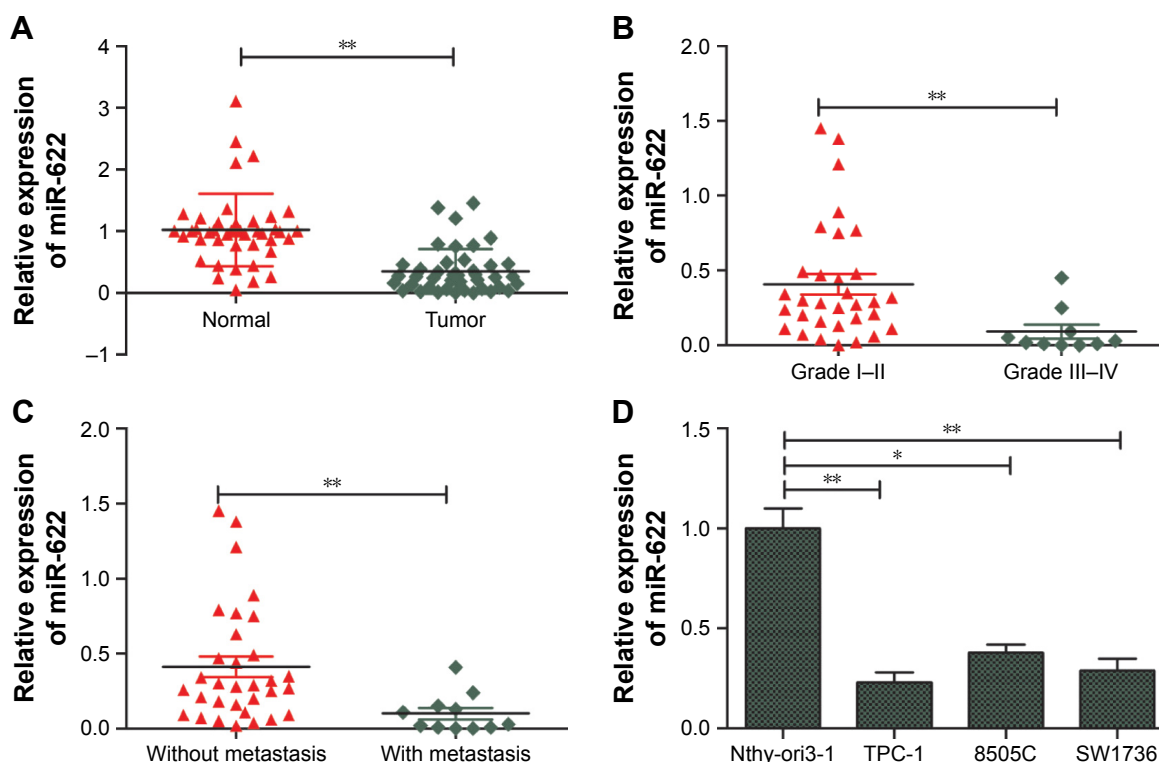 A
Relative expression
of miR-622
4
3
2
1
0
–1
**
Normal
Tumor
B
Relative expression
of miR-622
2.0
1.5
1.0
0.5
0.0
**
Grade I–II
Grade III–IV
C
Relative expression
of miR-622
2.0
1.5
1.0
0.5
0.0
**
Without metastasis
With metastasis
D
Relative expression
of miR-622
1.5
1.0
0.5
0.0
**
*
**
Nthy-ori3-1
TPC-1
8505C
SW1736